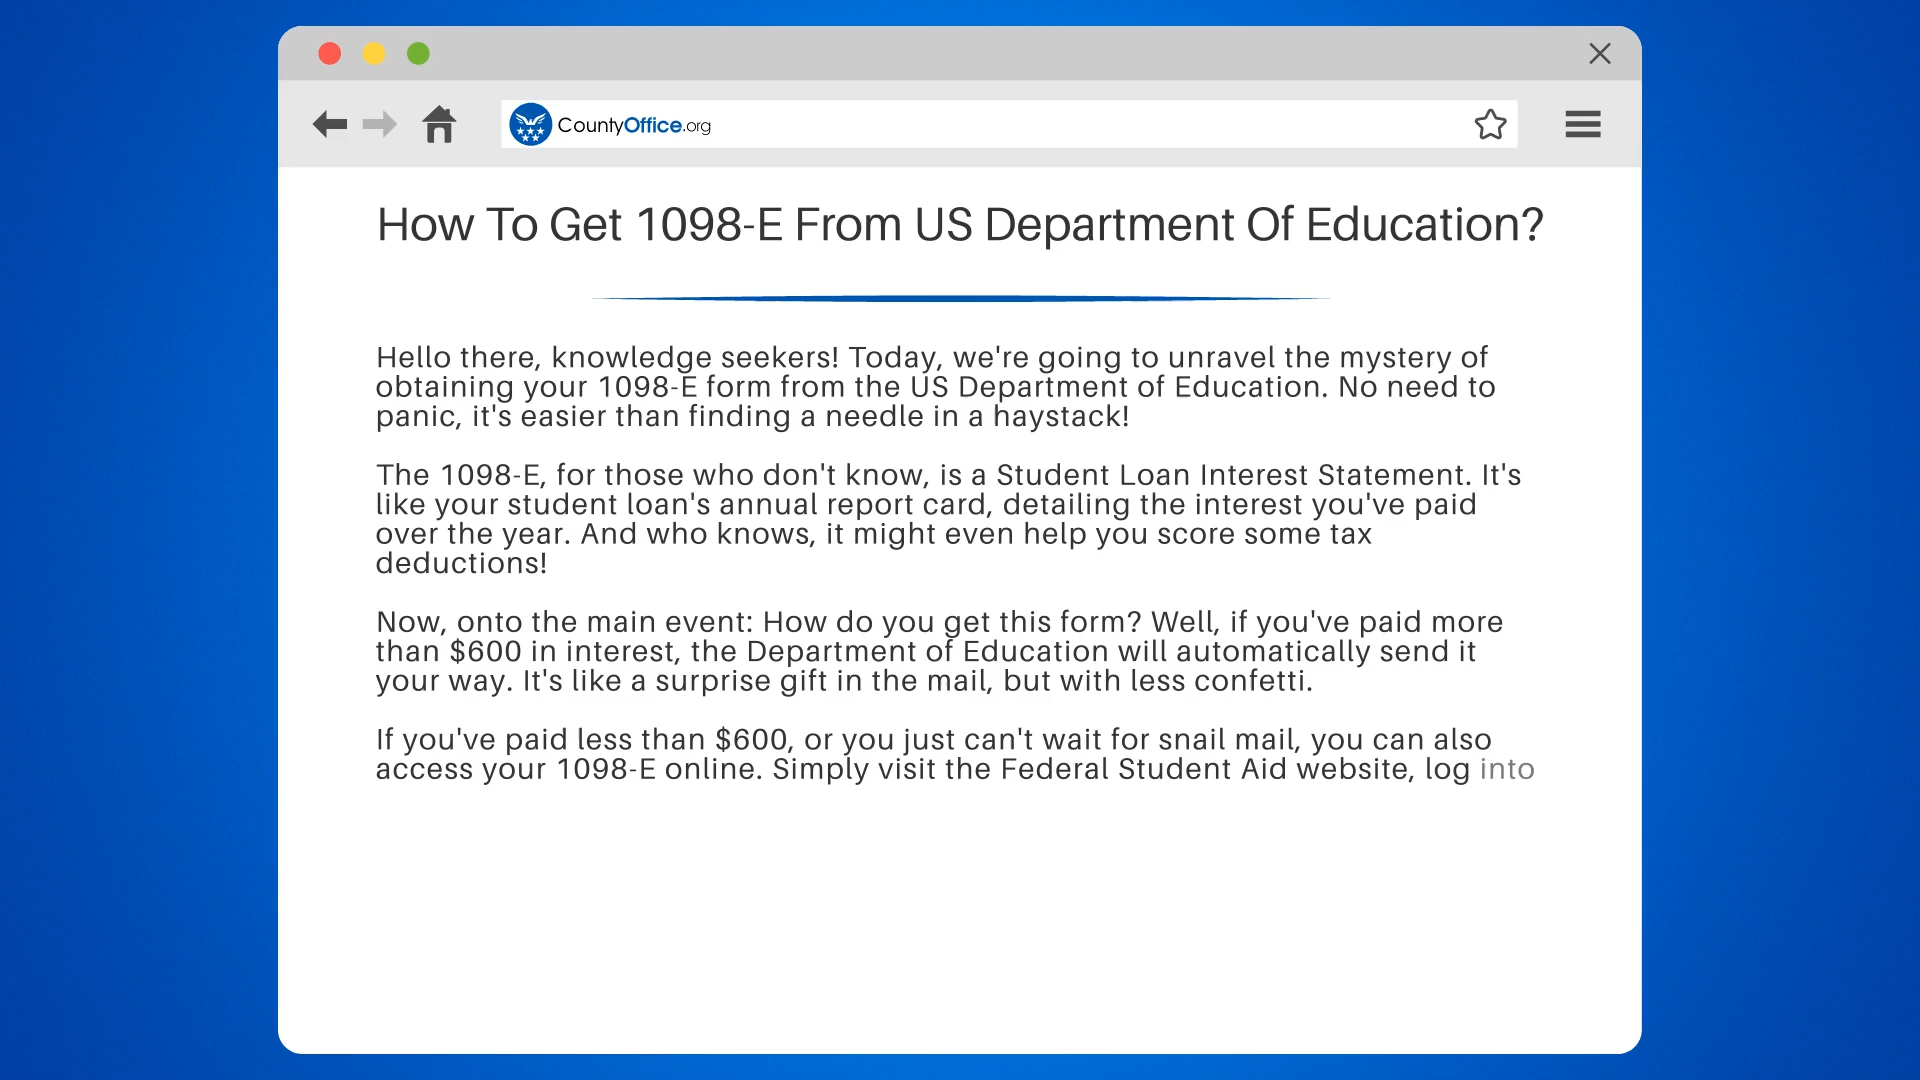 CountyOffice.org
How To Get 1098-E From US Department Of Education?
Hello there, knowledge seekers! Today, we're going to unravel the mystery of
obtaining your 1098-E form from the US Department of Education. No need to
panic, it's easier than finding a needle in a haystack!
The 1098-E, for those who don't know, is a Student Loan Interest Statement. It's
like your student loan's annual report card, detailing the interest you've paid
over the year. And who knows, it might even help you score some tax
deductions!
Now, onto the main event: How do you get this form? Well, if you've paid more
than $600 in interest, the Department of Education will automatically send it
your way. It's like a surprise gift in the mail, but with less confetti.
If you've paid less than $600, or you just can't wait for snail mail, you can also
access your 1098-E online. Simply visit the Federal Student Aid website, log into